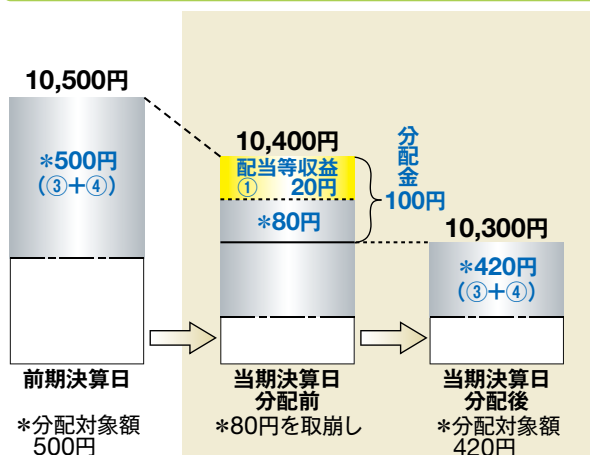 10,500円
*500円
(③+④)
前期決算日
*分配対象額
500円
10,400円
配当等収益
① 20円
*80円
分配金
100円
当期決算日
分配前
*80円を取崩し
10,300円
*420円
(③+④)
当期決算日
分配後
*分配対象額
420円